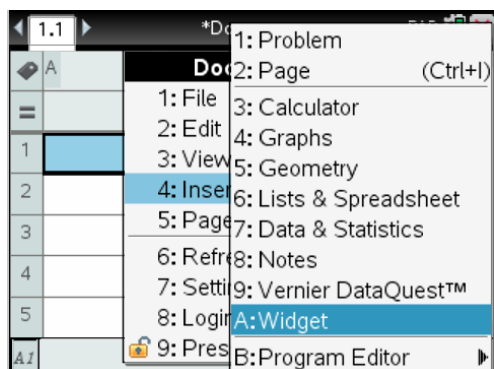 1.1
*Do
A
=
1
2
3
4
5
A1
Doc
1: File
2: Edit
3: View
4: Inser
5: Page
6: Refre
7: Settin
8: Login
9: Pres
1: Problem
2: Page (Ctrl+I)
3: Calculator
4: Graphs
5: Geometry
6: Lists & Spreadsheet
7: Data & Statistics
8: Notes
9: Vernier DataQuest™
A: Widget
B: Program Editor